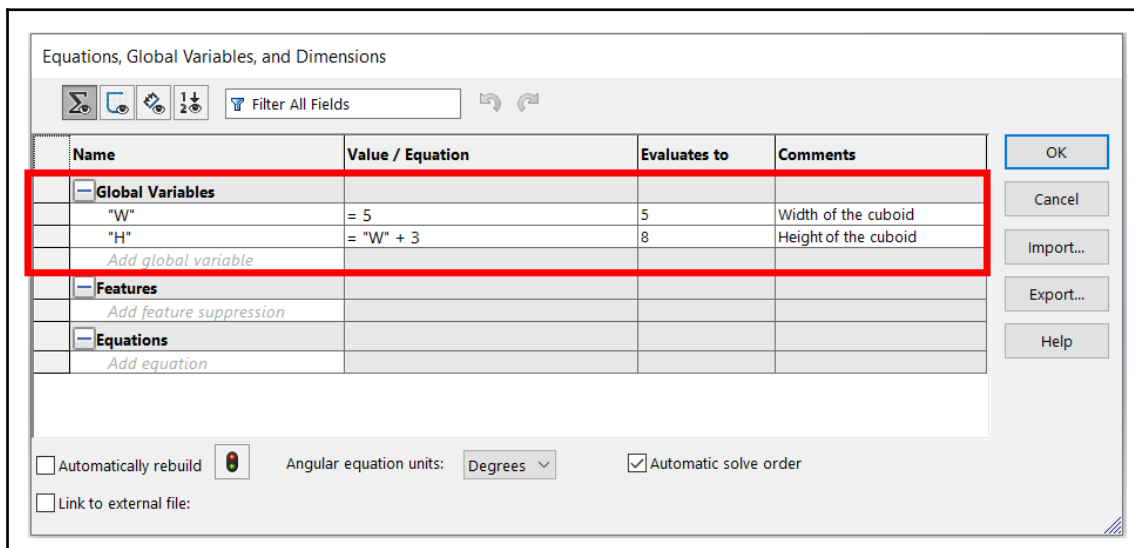 Equations, Global Variables, and Dimensions
Filter All Fields
Name Value / Equation Evaluates to Comments
OK
Global Variables
Cancel
"W" = 5 5 Width of the cuboid
"H" = "W" + 3 8 Height of the cuboid
Import...
Add global variable
Features
Export...
Add feature suppression
Equations
Help
Add equation
Automatically rebuild Angular equation units: Degrees Automatic solve order
Link to external file: